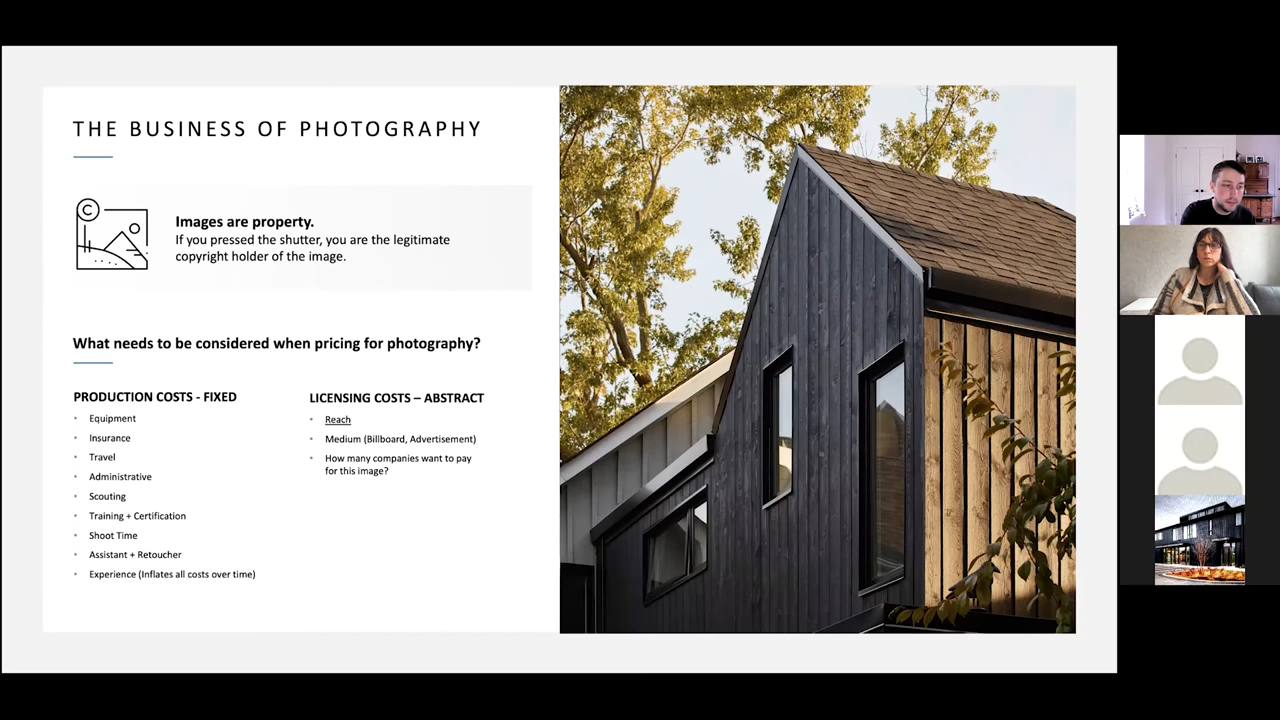 THE BUSINESS OF PHOTOGRAPHY
©
Images are property.
If you pressed the shutter, you are the legitimate
copyright holder of the image.
What needs to be considered when pricing for photography?
PRODUCTION COSTS - FIXED
• Equipment
• Insurance
• Travel
• Administrative
• Scouting
• Training + Certification
• Shoot Time
• Assistant + Retoucher
• Experience (Inflates all costs over time)
LICENSING COSTS – ABSTRACT
• Reach
• Medium (Billboard, Advertisement)
• How many companies want to pay
for this image?